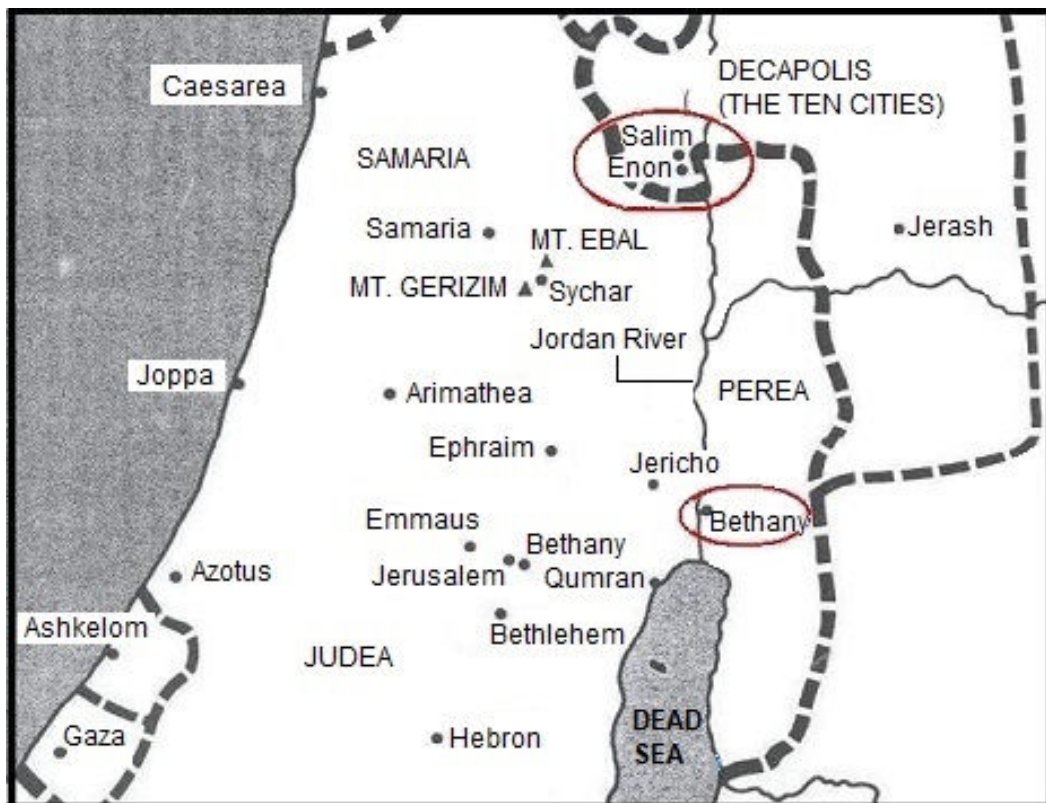 DECAPOLIS
(THE TEN CITIES)
Caesarea
Salim
Enon
SAMARIA
Samaria
MT. EBAL
Jerash
MT. GERIZIM
Sychar
Jordan River
Joppa
Arimathea
PEREA
Ephraim
Jericho
Bethany
Emmaus
Bethany
Jerusalem
Qumran
Azotus
Ashkelom
Bethlehem
JUDEA
DEAD
SEA
Gaza
Hebron